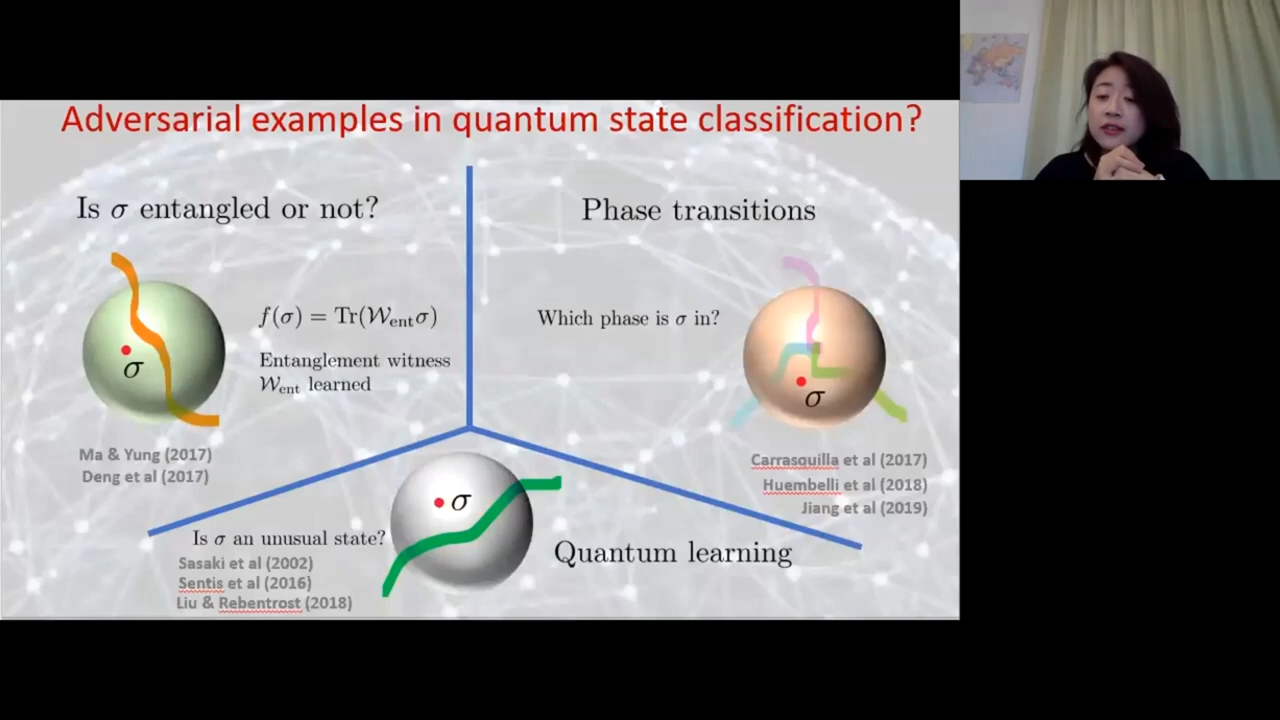 Adversarial examples in quantum state classification?
Is σ entangled or not?
f(σ) = Tr(𝒲entσ)
Entanglement witness
𝒲ent learned
σ
Ma & Yung (2017)
Deng et al (2017)
Phase transitions
Which phase is σ in?
σ
Carrasquilla et al (2017)
Huembelli et al (2018)
Jiang et al (2019)
σ
Is σ an unusual state?
Sasaki et al (2002)
Sentis et al (2016)
Liu & Rebentrost (2018)
Quantum learning